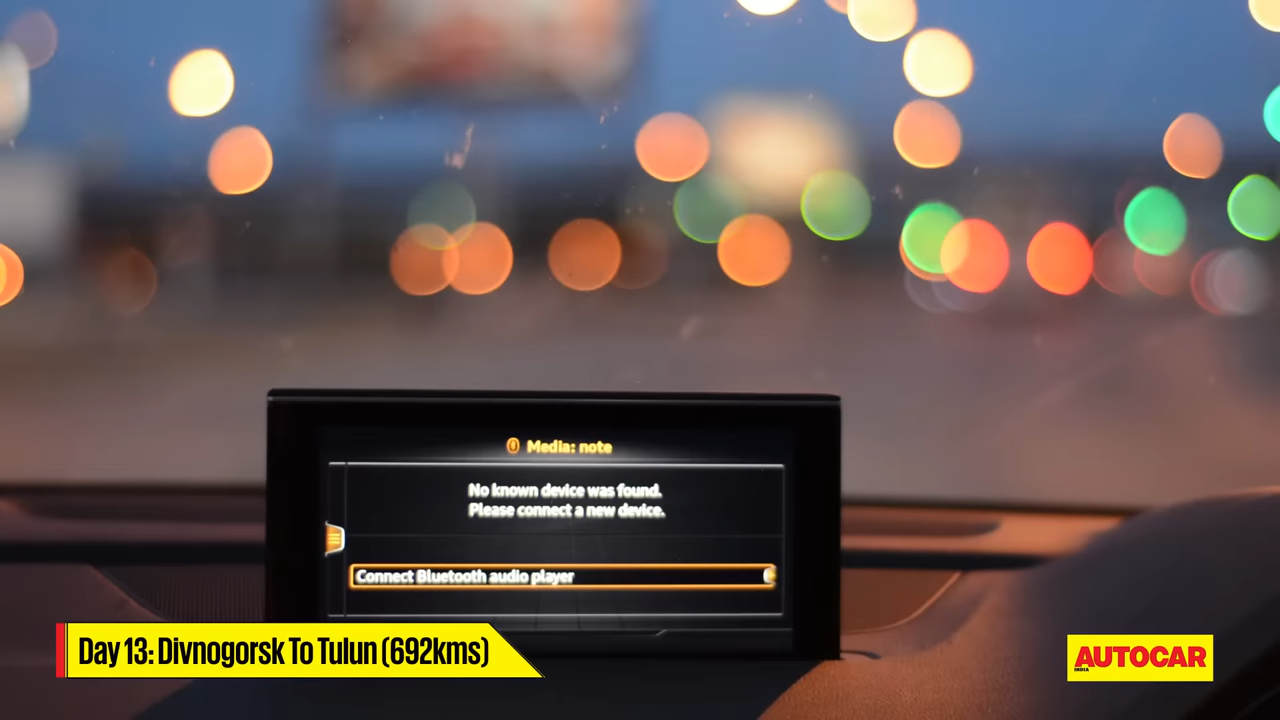 Media: note
No known device was found.
Please connect a new device.
Connect Bluetooth audio player
Day 13: Divnogorsk To Tulun (692kms)
AUTOCAR
INDIA